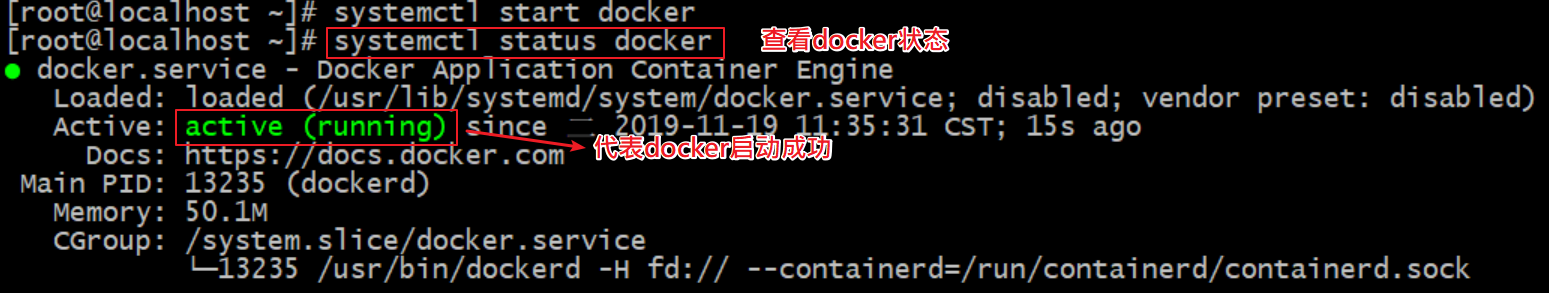 [root@localhost ~]# systemctl start docker
[root@localhost ~]# systemctl status docker 查看docker状态
● docker.service - Docker Application Container Engine
Loaded: loaded (/usr/lib/systemd/system/docker.service; disabled; vendor preset: disabled)
Active: active (running) since 二 2019-11-19 11:35:31 CST; 15s ago
Docs: https://docs.docker.com 代表docker启动成功
Main PID: 13235 (dockerd)
Memory: 50.1M
CGroup: /system.slice/docker.service
└─13235 /usr/bin/dockerd -H fd:// --containerd=/run/containerd/containerd.sock